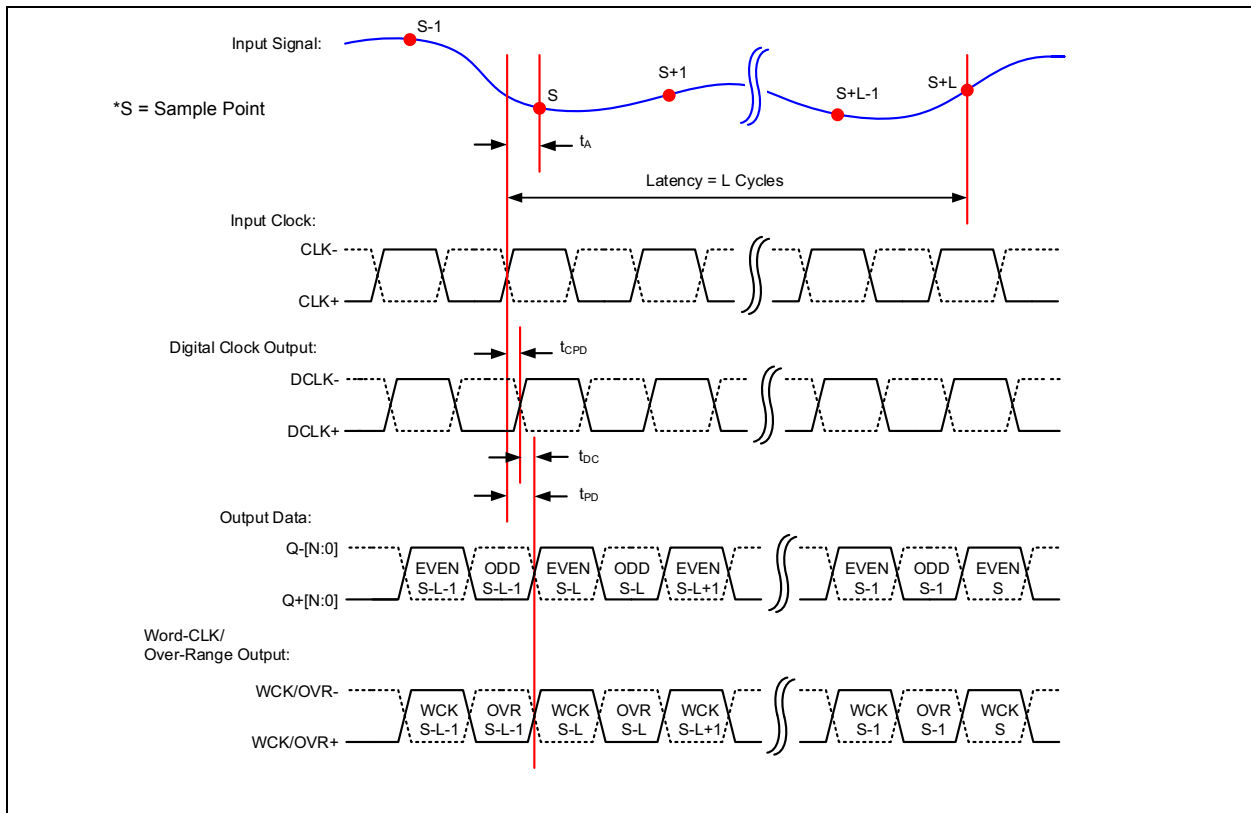 Input Signal:
S-1
S
S+1
S+L-1
S+L
*S = Sample Point
tA
Latency = L Cycles
Input Clock:
CLK-
CLK+
Digital Clock Output:
tCPD
DCLK-
DCLK+
tDC
tPD
Output Data:
Q-[N:0]
EVEN ODD EVEN ODD EVEN EVEN ODD EVEN
S-L-1 S-L-1 S-L S-L S-L+1 S-1 S-1 S
Q+[N:0]
Word-CLK/
Over-Range Output:
WCK/OVR-
WCK OVR WCK OVR WCK WCK OVR WCK
S-L-1 S-L-1 S-L S-L S-L+1 S-1 S-1 S
WCK/OVR+